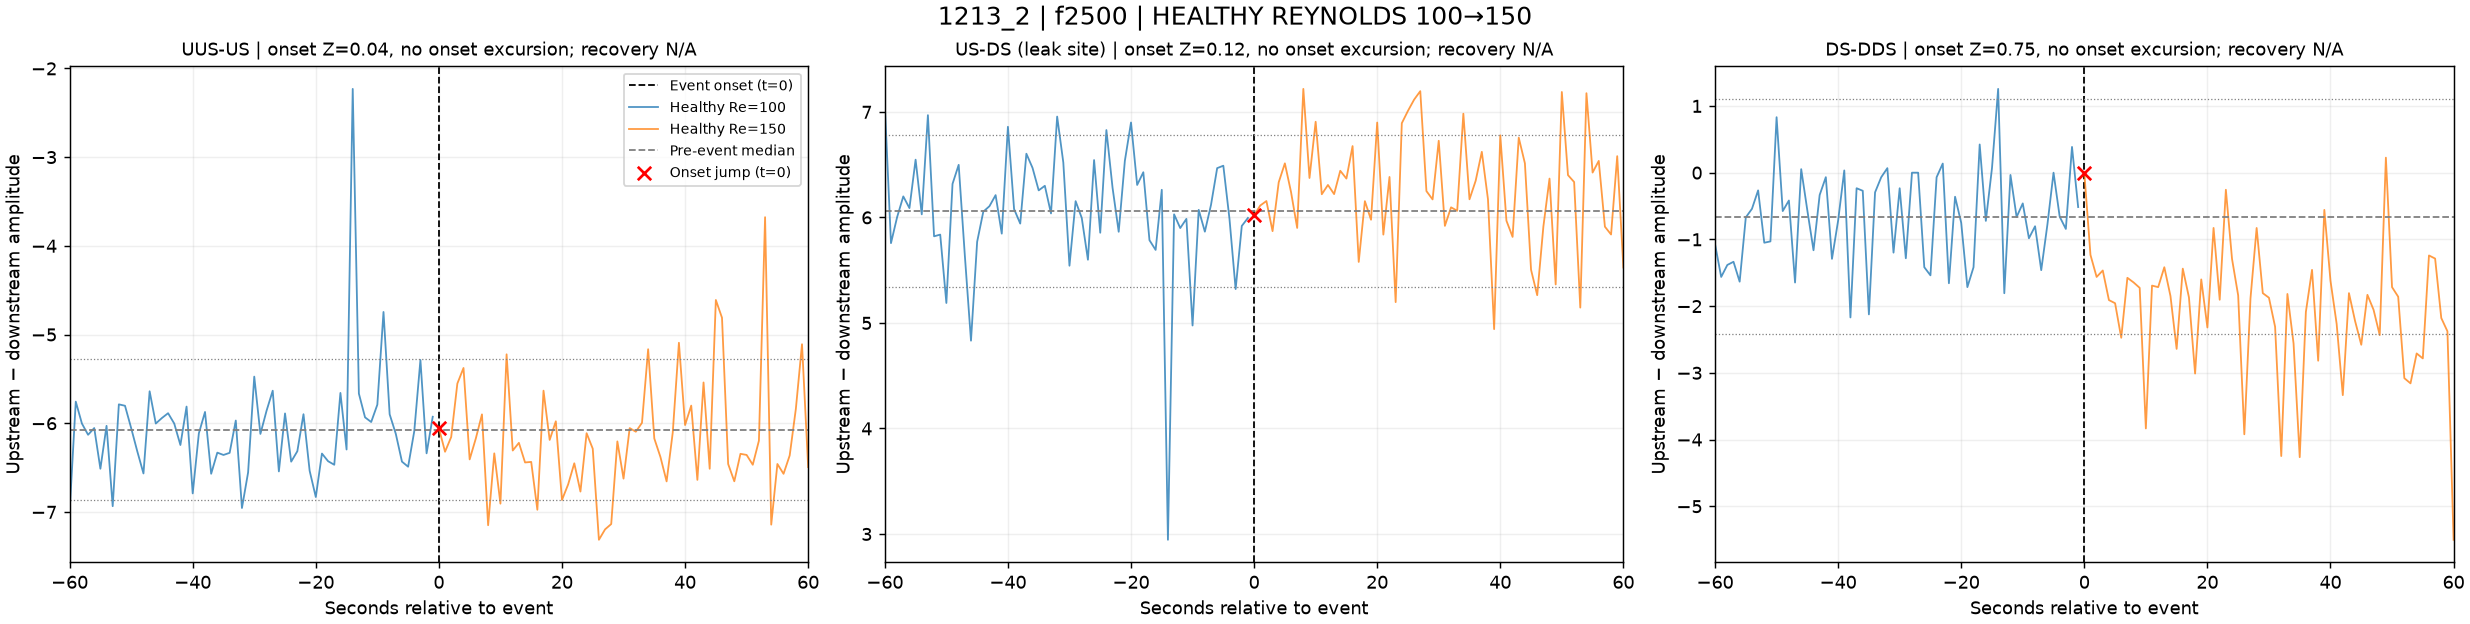 1213_2 | f2500 | HEALTHY REYNOLDS 100→150
UUS-US | onset Z=0.04, no onset excursion; recovery N/A
Upstream − downstream amplitude
−2
−3
−4
−5
−6
−7
Event onset (t=0)
Healthy Re=100
Healthy Re=150
Pre-event median
Onset jump (t=0)
−60 −40 −20 0 20 40 60
Seconds relative to event
US-DS (leak site) | onset Z=0.12, no onset excursion; recovery N/A
Upstream − downstream amplitude
7
6
5
4
3
−60 −40 −20 0 20 40 60
Seconds relative to event
DS-DDS | onset Z=0.75, no onset excursion; recovery N/A
Upstream − downstream amplitude
1
0
−1
−2
−3
−4
−5
−60 −40 −20 0 20 40 60
Seconds relative to event